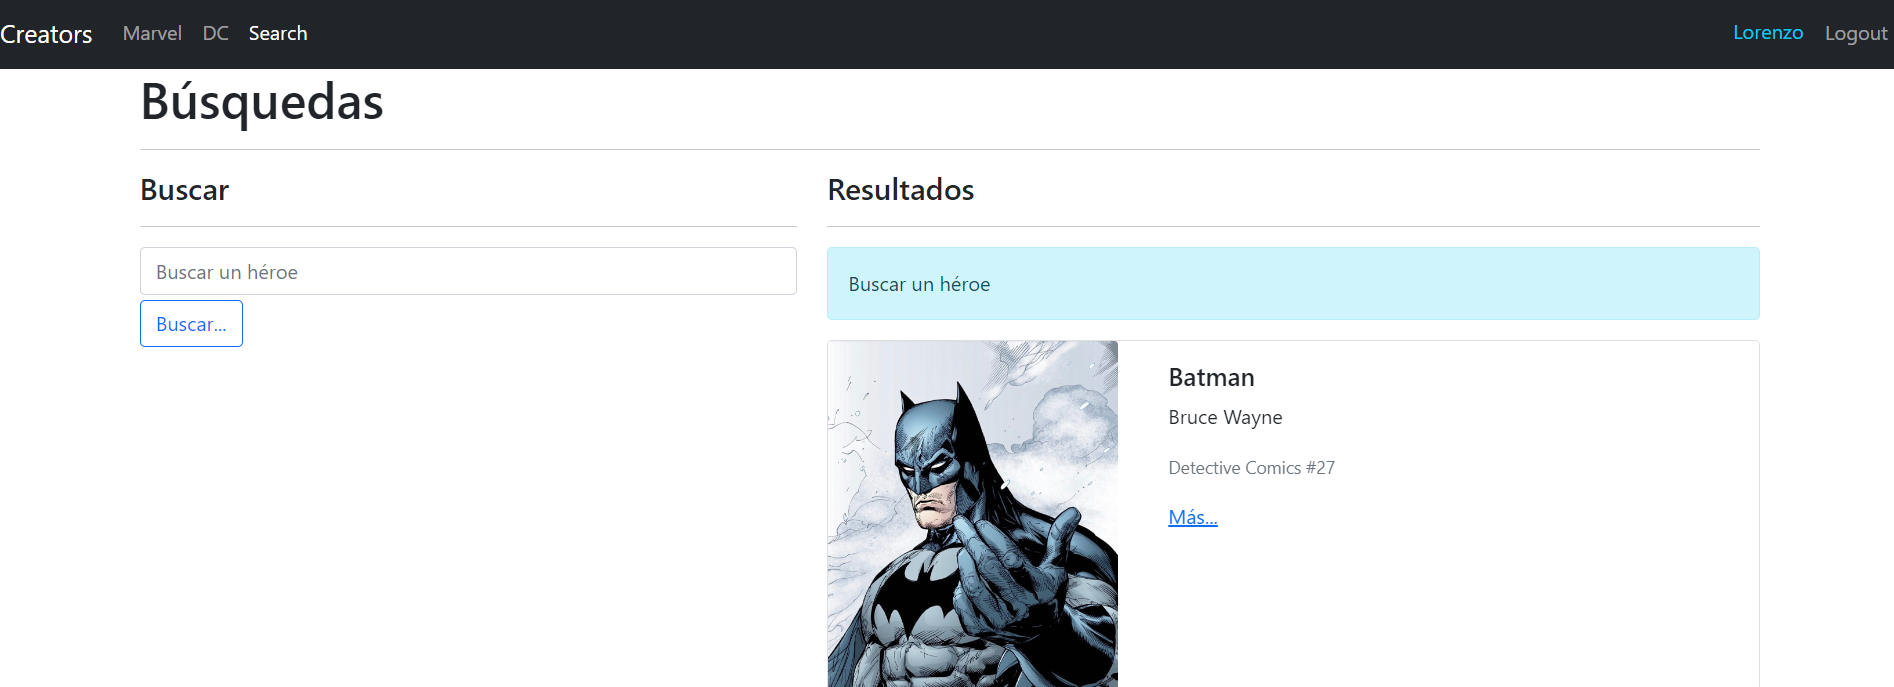 Creators Marvel DC Search Lorenzo Logout
Búsquedas
Buscar
Buscar un héroe
Buscar...
Resultados
Buscar un héroe
Batman
Bruce Wayne
Detective Comics #27
Más...